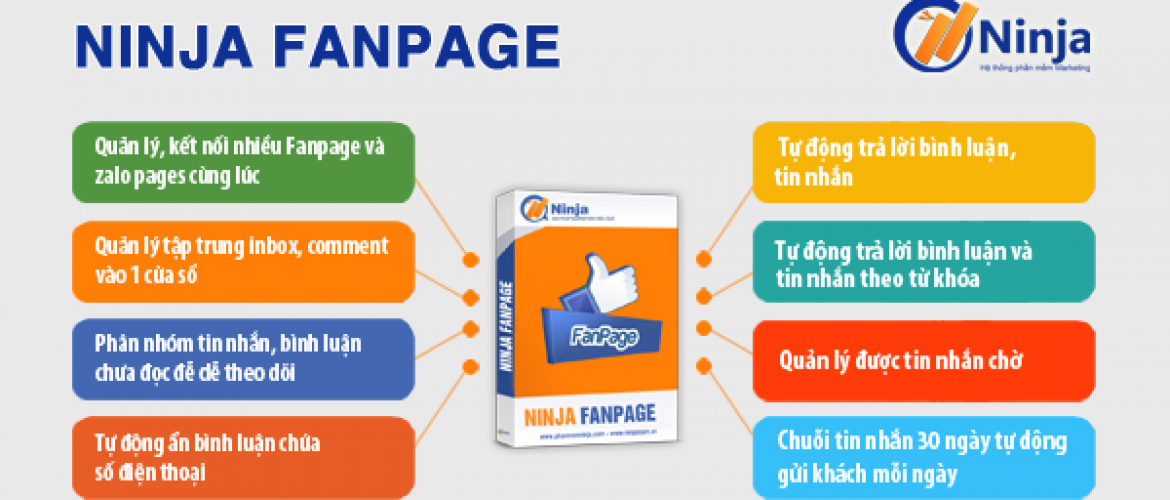 NINJA FANPAGE
Ninja
Hệ thống phần mềm Marketing
Quản lý, kết nối nhiều Fanpage và
zalo pages cùng lúc
Quản lý tập trung inbox, comment
vào 1 cửa sổ
Phân nhóm tin nhắn, bình luận
chưa đọc để dễ theo dõi
Tự động ẩn bình luận chứa
số điện thoại
Ninja
NINJA FANPAGE
FanPage
NINJA FANPAGE
Tự động trả lời bình luận,
tin nhắn
Tự động trả lời bình luận và
tin nhắn theo từ khóa
Quản lý được tin nhắn chờ
Chuỗi tin nhắn 30 ngày tự động
gửi khách mỗi ngày